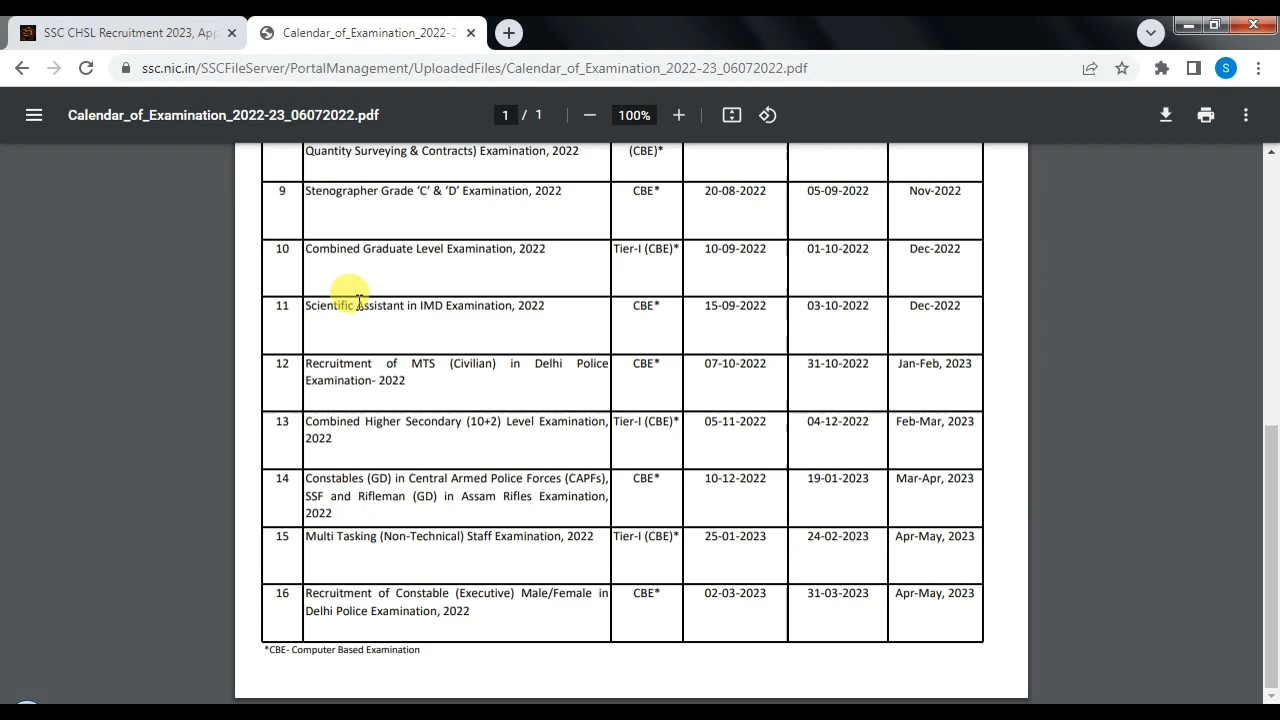 SSC CHSL Recruitment 2023, App
Calendar_of_Examination_2022-2
ssc.nic.in/SSCFileServer/PortalManagement/UploadedFiles/Calendar_of_Examination_2022-23_06072022.pdf
S
Calendar_of_Examination_2022-23_06072022.pdf
1 / 1
100%
Quantity Surveying & Contracts) Examination, 2022 (CBE)*
9 Stenographer Grade ‘C’ & ‘D’ Examination, 2022 CBE* 20-08-2022 05-09-2022 Nov-2022
10 Combined Graduate Level Examination, 2022 Tier-I (CBE)* 10-09-2022 01-10-2022 Dec-2022
11 Scientific Assistant in IMD Examination, 2022 CBE* 15-09-2022 03-10-2022 Dec-2022
12 Recruitment of MTS (Civilian) in Delhi Police CBE* 07-10-2022 31-10-2022 Jan-Feb, 2023
Examination- 2022
13 Combined Higher Secondary (10+2) Level Examination, Tier-I (CBE)* 05-11-2022 04-12-2022 Feb-Mar, 2023
2022
14 Constables (GD) in Central Armed Police Forces (CAPFs), CBE* 10-12-2022 19-01-2023 Mar-Apr, 2023
SSF and Rifleman (GD) in Assam Rifles Examination,
2022
15 Multi Tasking (Non-Technical) Staff Examination, 2022 Tier-I (CBE)* 25-01-2023 24-02-2023 Apr-May, 2023
16 Recruitment of Constable (Executive) Male/Female in CBE* 02-03-2023 31-03-2023 Apr-May, 2023
Delhi Police Examination, 2022
*CBE- Computer Based Examination